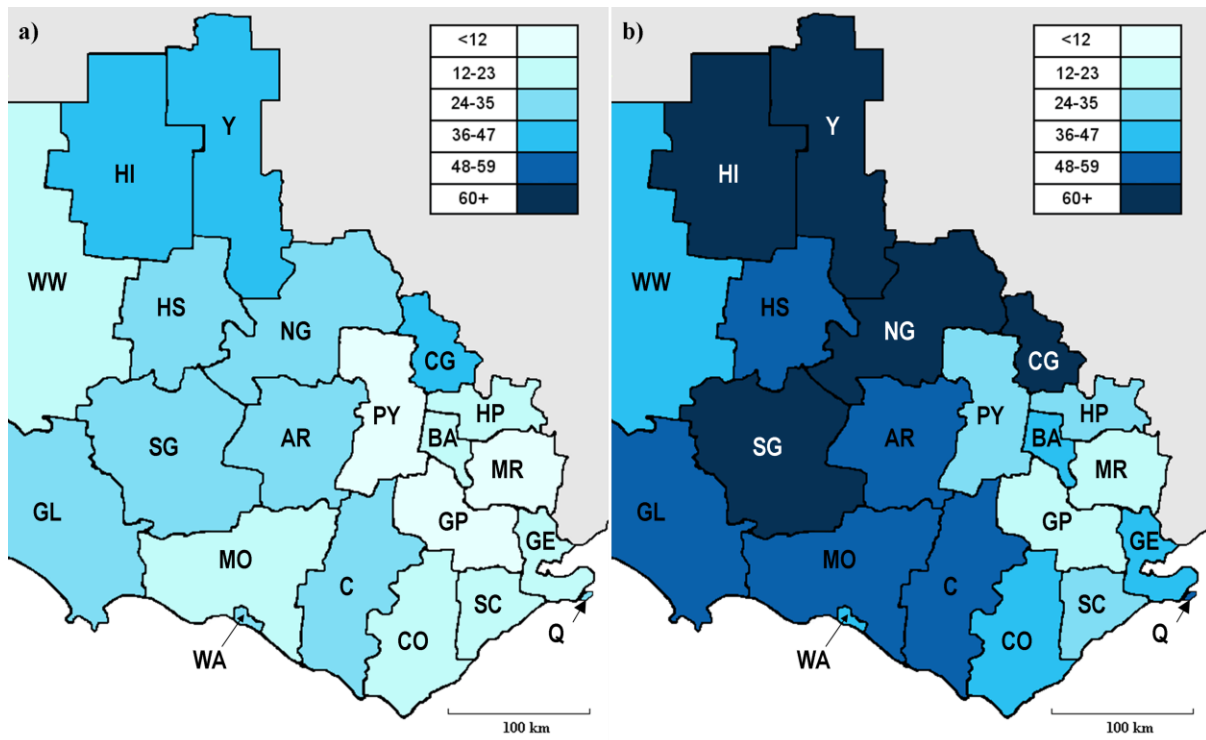 a)
<12
12-23
24-35
36-47
48-59
60+
Y
HI
WW
HS
NG
CG
PY
HP
BA
SG
AR
MR
GL
GP
GE
MO
C
SC
CO
Q
WA
100 km
b)
<12
12-23
24-35
36-47
48-59
60+
Y
HI
WW
HS
NG
CG
PY
HP
BA
SG
AR
MR
GL
GP
GE
MO
C
SC
CO
Q
WA
100 km